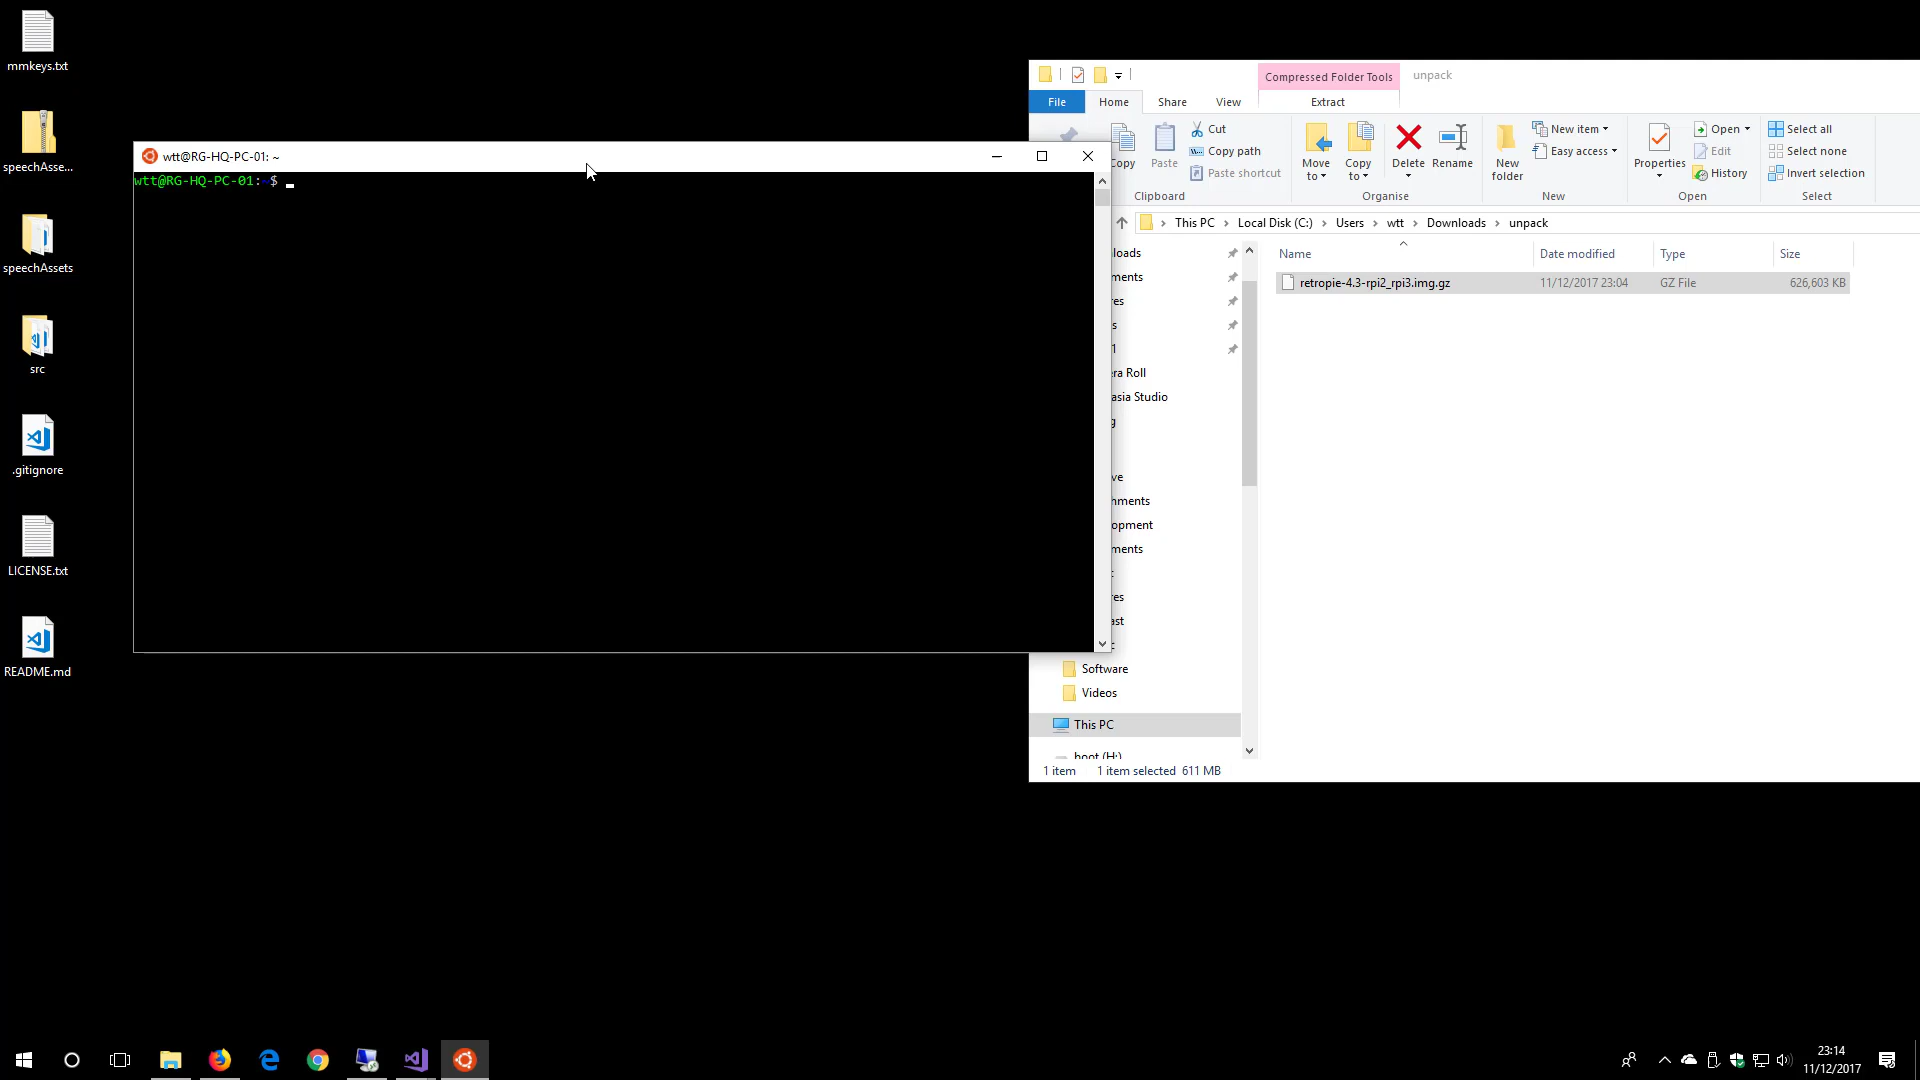 mmkeys.txt
speechAsse...
speechAssets
src
.gitignore
LICENSE.txt
README.md
wtt@RG-HQ-PC-01: ~
wtt@RG-HQ-PC-01:~$
Compressed Folder Tools
unpack
File
Home
Share
View
Extract
opy
Paste
Cut
Copy path
Paste shortcut
Clipboard
Move
to
Copy
to
Delete
Rename
Organise
New
folder
New item
Easy access
New
Properties
Open
Edit
History
Open
Select all
Select none
Invert selection
Select
This PC > Local Disk (C:) > Users > wtt > Downloads > unpack
Name
Date modified
Type
Size
retropie-4.3-rpi2_rpi3.img.gz
11/12/2017 23:04
GZ File
626,603 KB
loads
ments
res
s
1
era Roll
asia Studio
g
ve
hments
opment
ments
res
ast
Software
Videos
This PC
boot (H:)
1 item
1 item selected 611 MB
23:14
11/12/2017